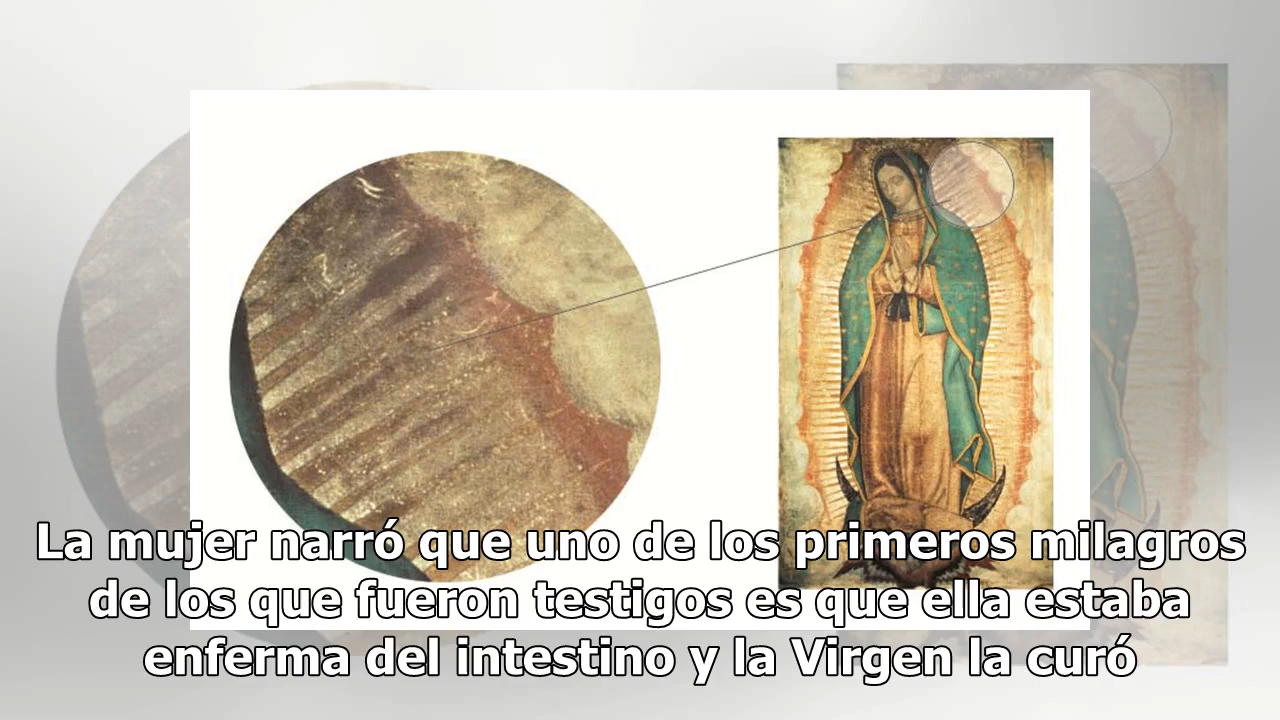 La mujer narró que uno de los primeros milagros
de los que fueron testigos es que ella estaba
enferma del intestino y la Virgen la curó